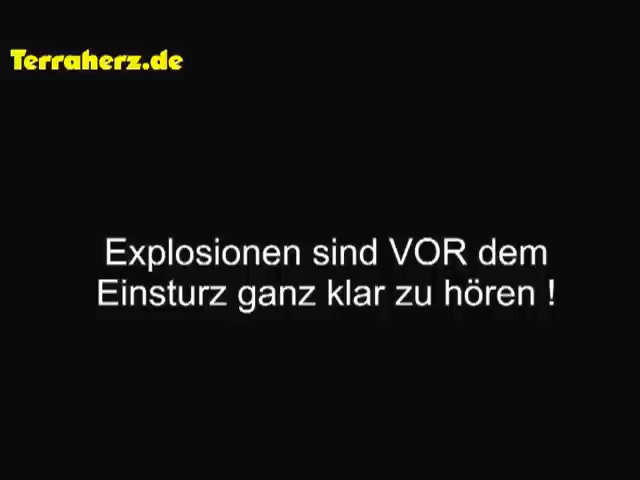 Terraherz.de
Explosionen sind VOR dem
Einsturz ganz klar zu hören !